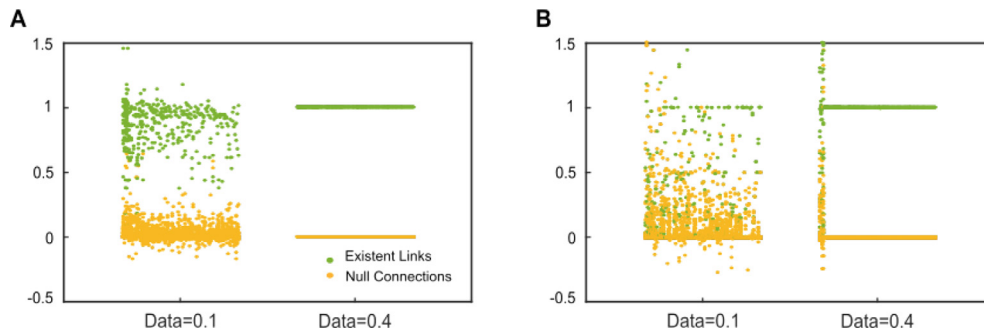 A
B
1.5
1
0.5
0
-0.5
Existent Links
Null Connections
Data=0.1
Data=0.4
1.5
1
0.5
0
-0.5
Data=0.1
Data=0.4